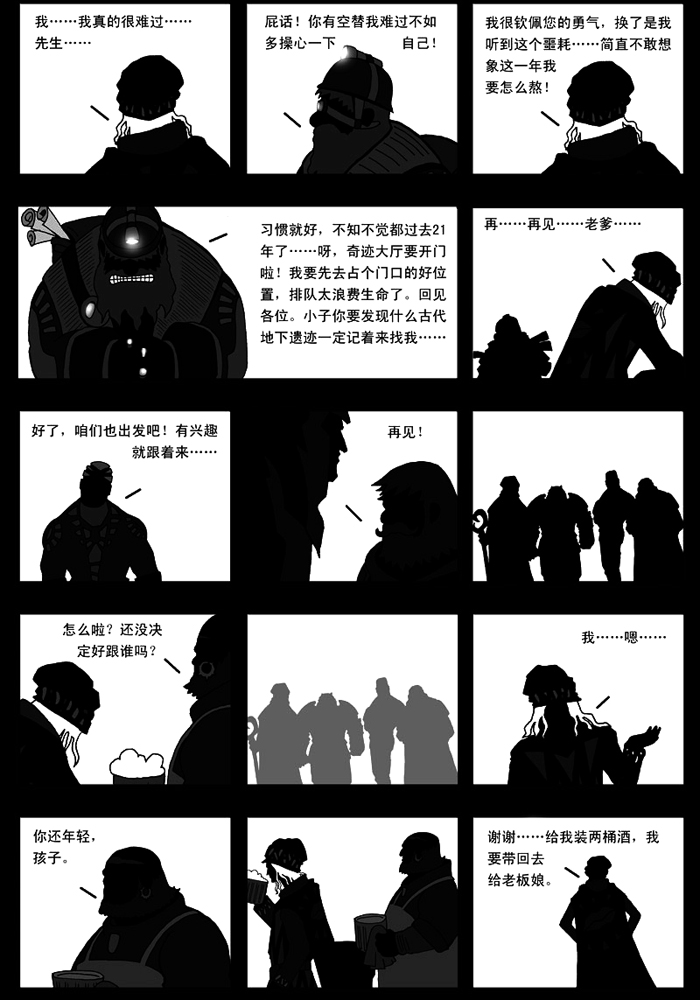 我……我真的很难过……
先生……
屁话！你有空替我难过不如
多操心一下 自己！
我很钦佩您的勇气，换了是我
听到这个噩耗……简直不敢想
象这一年我
要怎么熬！
习惯就好，不知不觉都过去21
年了……呀，奇迹大厅要开门
啦！我要先去占个门口的好位
置，排队太浪费生命了。回见
各位。小子你要发现什么古代
地下遗迹一定记着来找我……
再……再见……老爹……
好了，咱们也出发吧！有兴趣
就跟着来……
再见！
怎么啦？还没决
定好跟谁吗？
我……嗯……
你还年轻，
孩子。
谢谢……给我装两桶酒，我
要带回去
给老板娘。